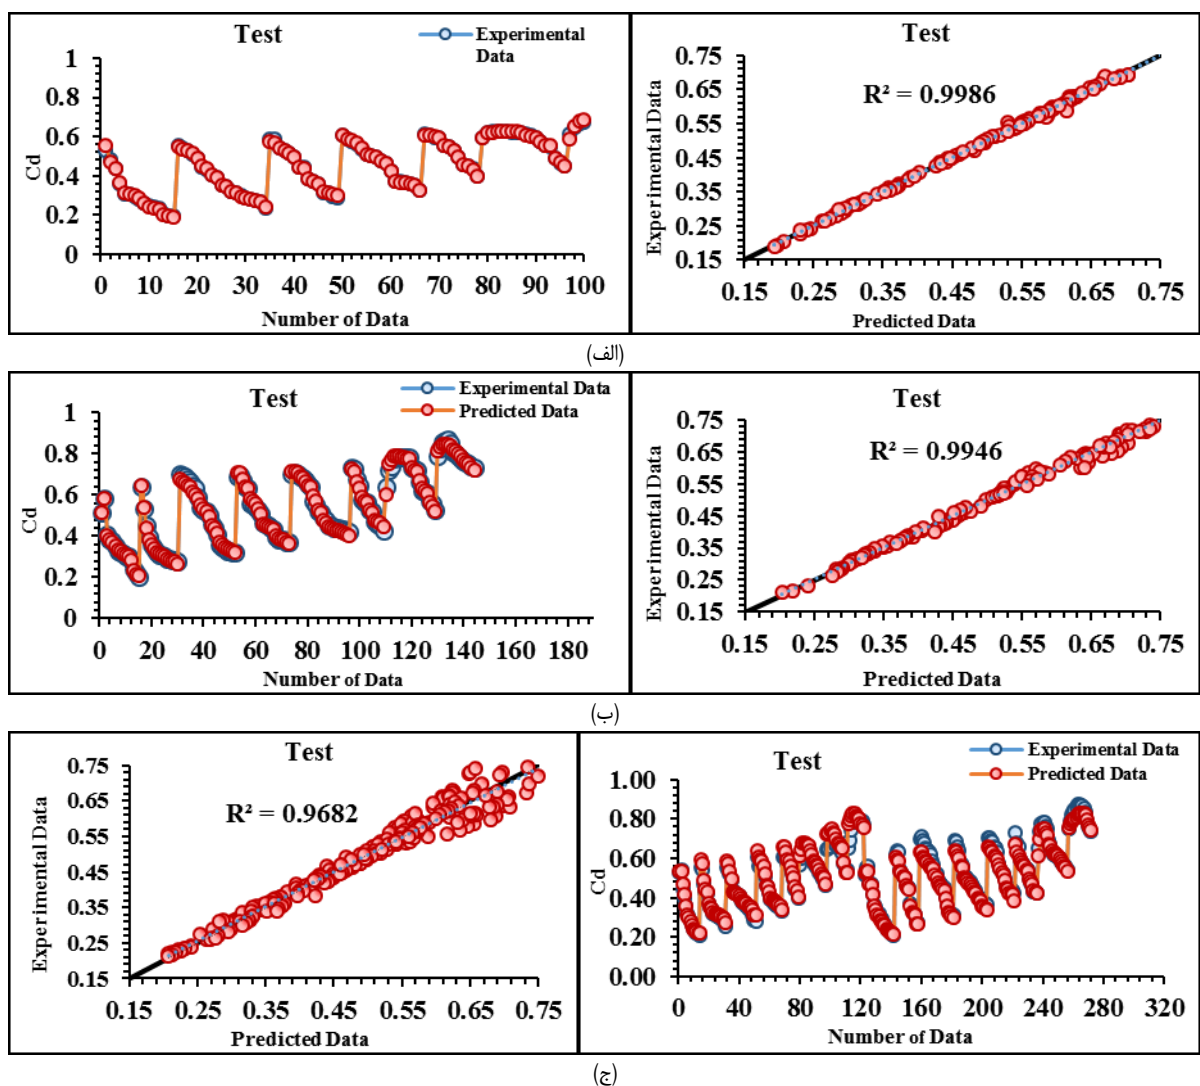 Test
Experimental
Data
1
0.8
0.6
0.4
0.2
0
Cd
0 10 20 30 40 50 60 70 80 90 100
Number of Data
Test
R² = 0.9986
0.75
0.65
0.55
0.45
0.35
0.25
0.15
Experimental Data
0.15 0.25 0.35 0.45 0.55 0.65 0.75
Predicted Data
(الف)
Test
Experimental Data
Predicted Data
1
0.8
0.6
0.4
0.2
0
Cd
0 20 40 60 80 100 120 140 160 180
Number of Data
Test
R² = 0.9946
0.75
0.65
0.55
0.45
0.35
0.25
0.15
Experimental Data
0.15 0.25 0.35 0.45 0.55 0.65 0.75
Predicted Data
(ب)
Test
R² = 0.9682
0.75
0.65
0.55
0.45
0.35
0.25
0.15
Experimental Data
0.15 0.25 0.35 0.45 0.55 0.65 0.75
Predicted Data
Test
Experimental Data
Predicted Data
1.00
0.80
0.60
0.40
0.20
0.00
Cd
0 40 80 120 160 200 240 280 320
Number of Data
(ج)